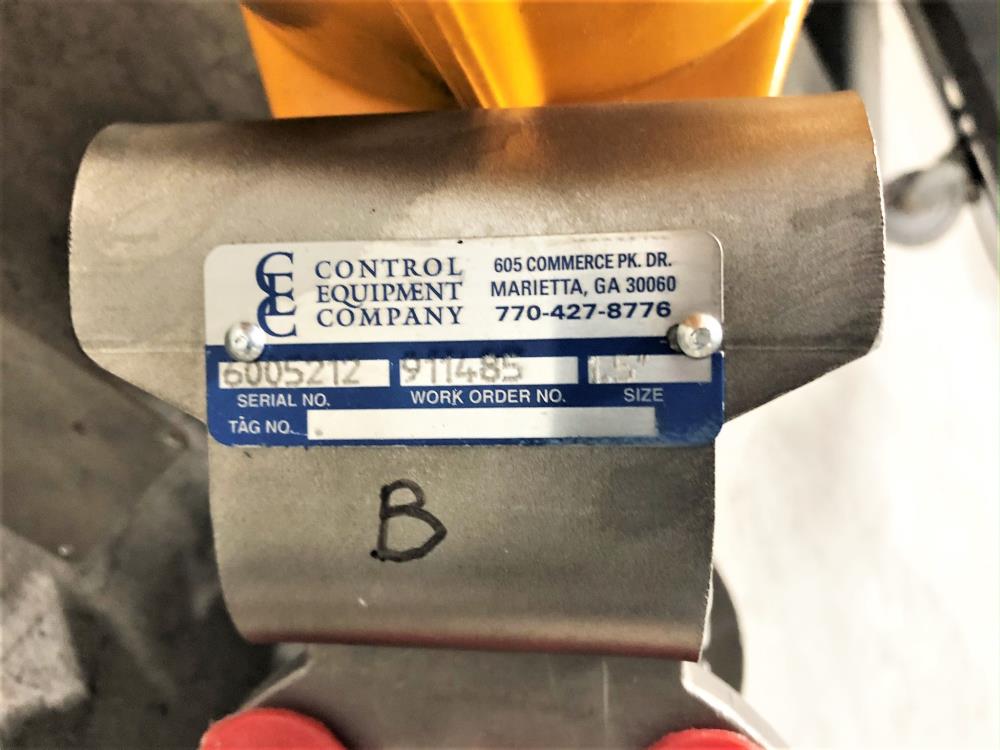 CEC
CONTROL
EQUIPMENT
COMPANY
605 COMMERCE PK. DR.
MARIETTA, GA 30060
770-427-8776
6005212 911485 1.5"
SERIAL NO. WORK ORDER NO. SIZE
TAG NO.
B